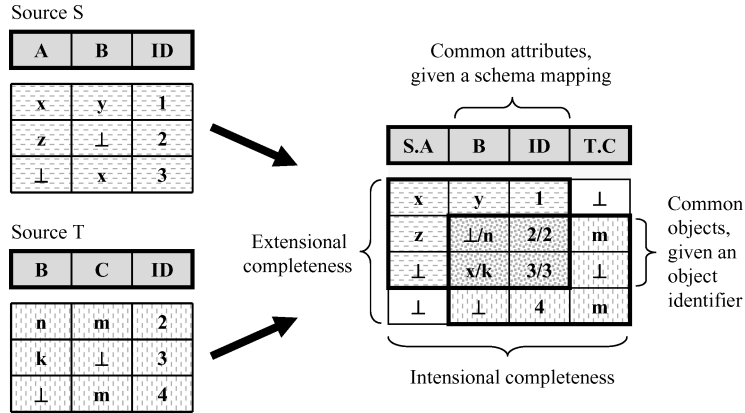 Source S
A B ID
x y 1
z ⊥ 2
⊥ x 3
Source T
B C ID
n m 2
k ⊥ 3
⊥ m 4
Common attributes,
given a schema mapping
S.A B ID T.C
x y 1 ⊥
z ⊥/n 2/2 m
⊥ x/k 3/3 ⊥
⊥ ⊥ 4 m
Extensional
completeness
Common
objects,
given an
object
identifier
Intensional completeness